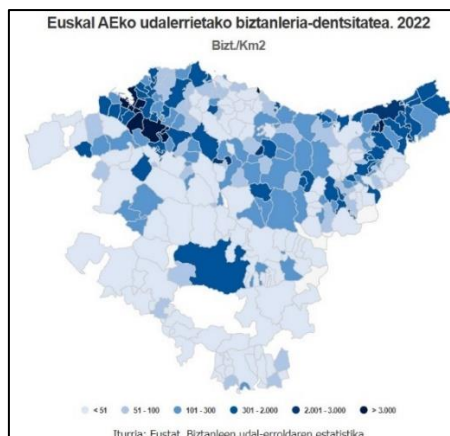 Euskal AEko udalerrietako biztanleria-dentsitatea. 2022
Bizt./Km2
< 51 51 - 100 101 - 300 301 - 2.000 2.001 - 3.000 > 3.000
Iturria: Eustat. Biztanleen udal-erroldaren estatistika